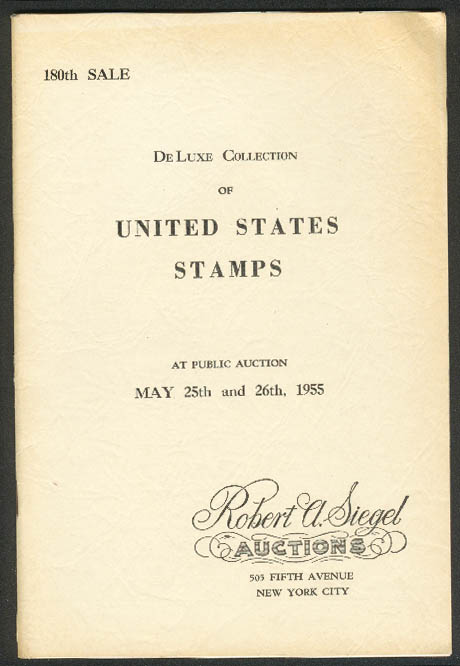 180th SALE
DE LUXE COLLECTION
OF
UNITED STATES
STAMPS
AT PUBLIC AUCTION
MAY 25th and 26th, 1955
Robert A. Siegel
AUCTIONS
505 FIFTH AVENUE
NEW YORK CITY